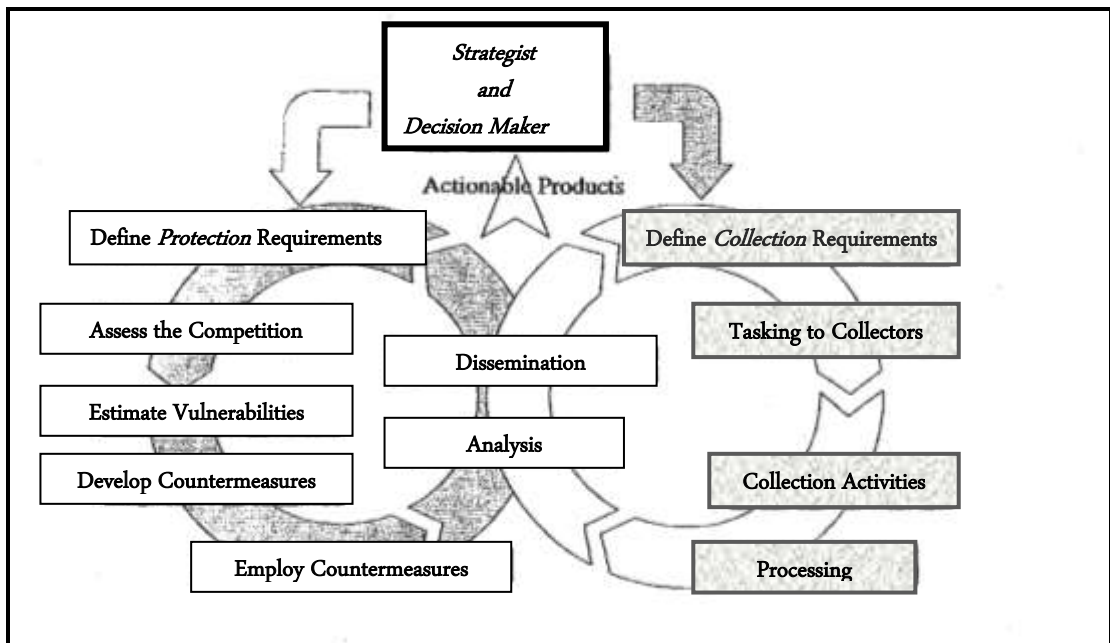 Strategist
and
Decision Maker
Actionable Products
Define Protection Requirements
Define Collection Requirements
Assess the Competition
Tasking to Collectors
Dissemination
Estimate Vulnerabilities
Analysis
Develop Countermeasures
Collection Activities
Employ Countermeasures
Processing